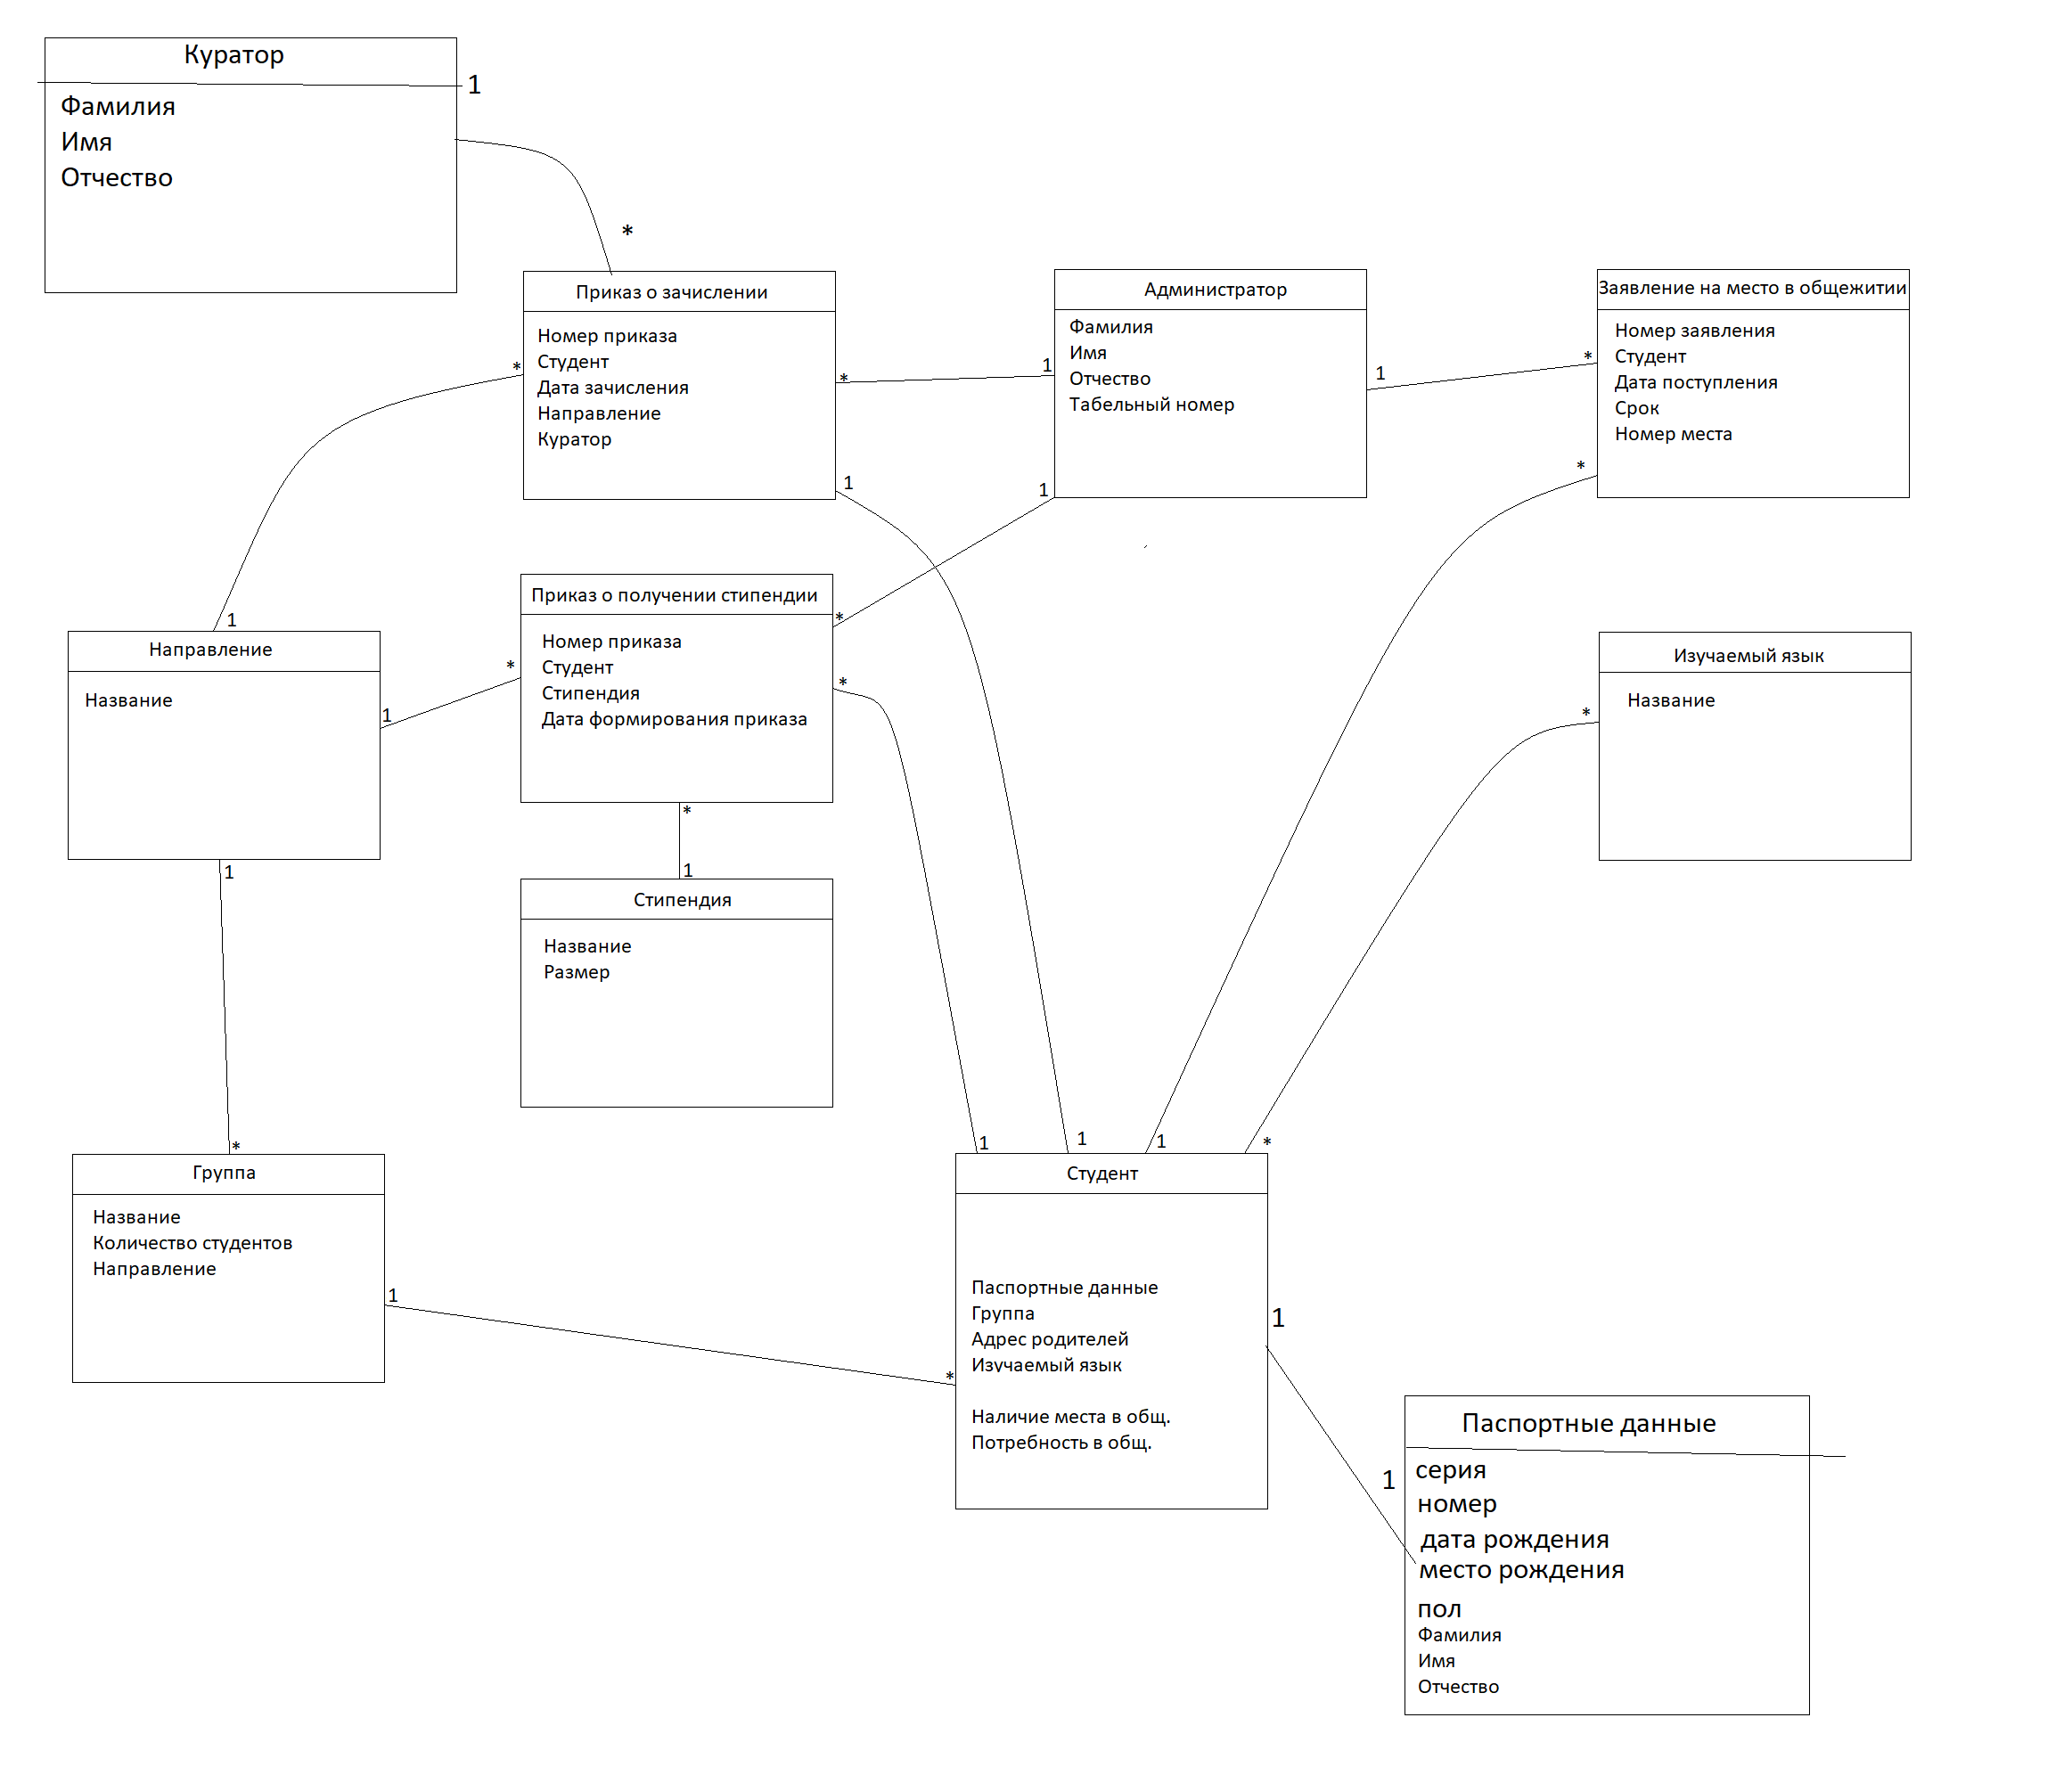 Куратор
1
Фамилия
Имя
Отчество
*
Приказ о зачислении
Номер приказа
Студент
Дата зачисления
Направление
Куратор
*
*
1
1
Администратор
Фамилия
Имя
Отчество
Табельный номер
1
1
*
Заявление на место в общежитии
Номер заявления
Студент
Дата поступления
Срок
Номер места
*
1
Направление
Название
1
1
*
Приказ о получении стипендии
Номер приказа
Студент
Стипендия
Дата формирования приказа
*
*
*
1
Стипендия
Название
Размер
Изучаемый язык
Название
*
*
Группа
Название
Количество студентов
Направление
1
*
1
1
1
*
Студент
Паспортные данные
Группа
Адрес родителей
Изучаемый язык
Наличие места в общ.
Потребность в общ.
1
1
Паспортные данные
серия
номер
дата рождения
место рождения
пол
Фамилия
Имя
Отчество